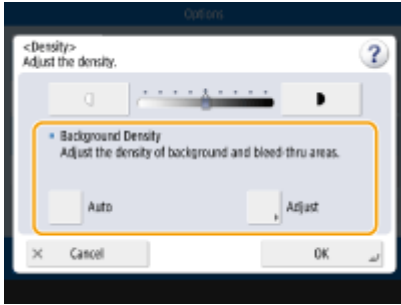 Options
<Density>
Adjust the density.
?
Background Density
Adjust the density of background and bleed-thru areas.
Auto
Adjust
Cancel
OK